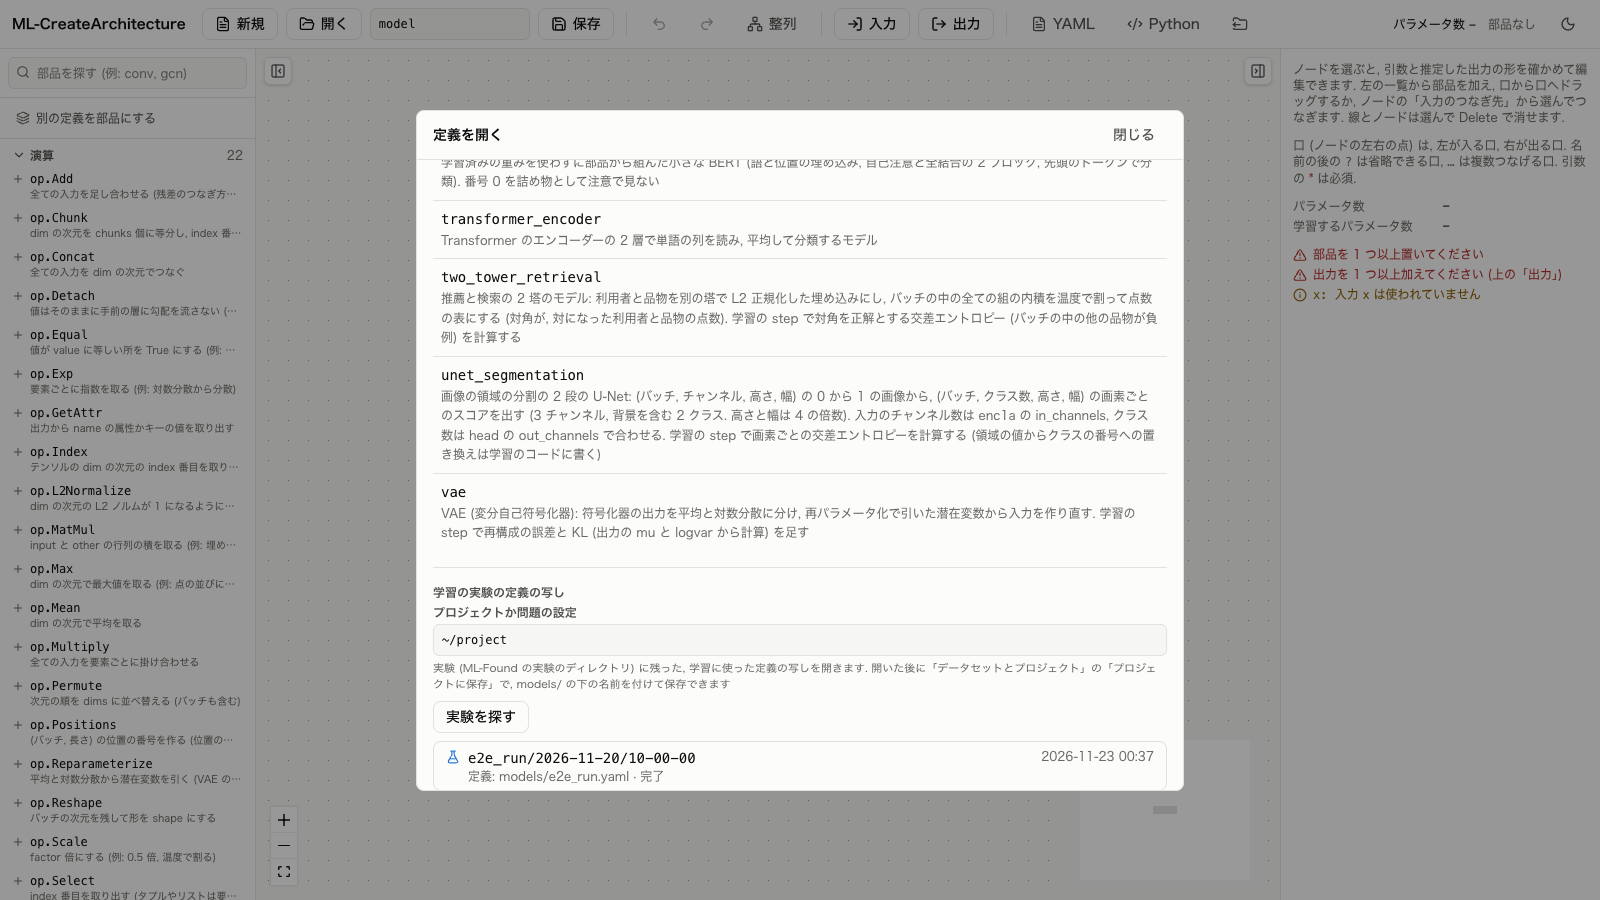 ML-CreateArchitecture
新規
開く
model
保存
整列
入力
出力
YAML
Python
パラメータ数 –
部品なし
部品を探す (例: conv, gcn)
別の定義を部品にする
演算 22
op.Add
全ての入力を足し合わせる (残差のつなぎ方…
op.Chunk
dim の次元を chunks 個に等分し, index 番…
op.Concat
全ての入力を dim の次元でつなぐ
op.Detach
値はそのままに手前の層に勾配を流さない (…
op.Equal
値が value に等しい所を True にする (例: …
op.Exp
要素ごとに指数を取る (例: 対数分散から分散)
op.GetAttr
出力から name の属性かキーの値を取り出す
op.Index
テンソルの dim の次元の index 番目を取り…
op.L2Normalize
dim の次元の L2 ノルムが 1 になるように…
op.MatMul
input と other の行列の積を取る (例: 埋め…
op.Max
dim の次元で最大値を取る (例: 点の並びに…
op.Mean
dim の次元で平均を取る
op.Multiply
全ての入力を要素ごとに掛け合わせる
op.Permute
次元の順を dims に並べ替える (バッチも含む)
op.Positions
(バッチ, 長さ) の位置の番号を作る (位置の…
op.Reparameterize
平均と対数分散から潜在変数を引く (VAE の…
op.Reshape
バッチの次元を残して形を shape にする
op.Scale
factor 倍にする (例: 0.5 倍, 温度で割る)
op.Select
index 番目を取り出す (タプルやリストは要…
定義を開く
閉じる
学習済みの重みを使わずに部品から組んだ小さな BERT (語と位置の埋め込み, 自己注意と全結合の 2 ブロック, 先頭のトークンで分
類). 番号 0 を詰め物として注意で見ない
transformer_encoder
Transformer のエンコーダーの 2 層で単語の列を読み, 平均して分類するモデル
two_tower_retrieval
推薦と検索の 2 塔のモデル: 利用者と品物を別の塔で L2 正規化した埋め込みにし, バッチの中の全ての組の内積を温度で割って点数
の表にする (対角が, 対になった利用者と品物の点数). 学習の step で対角を正解とする交差エントロピー (バッチの中の他の品物が負
例) を計算する
unet_segmentation
画像の領域の分割の 2 段の U-Net: (バッチ, チャンネル, 高さ, 幅) の 0 から 1 の画像から, (バッチ, クラス数, 高さ, 幅) の画素ごと
のスコアを出す (3 チャンネル, 背景を含む 2 クラス. 高さと幅は 4 の倍数). 入力のチャンネル数は enc1a の in_channels, クラス
数は head の out_channels で合わせる. 学習の step で画素ごとの交差エントロピーを計算する (領域の値からクラスの番号への置
き換えは学習のコードに書く)
vae
VAE (変分自己符号化器): 符号化器の出力を平均と対数分散に分け, 再パラメータ化で引いた潜在変数から入力を作り直す. 学習の
step で再構成の誤差と KL (出力の mu と logvar から計算) を足す
学習の実験の定義の写し
プロジェクトか問題の設定
~/project
実験 (ML-Found の実験のディレクトリ) に残った, 学習に使った定義の写しを開きます. 開いた後に「データセットとプロジェクト」の「プロジェ
クトに保存」で, models/ の下の名前を付けて保存できます
実験を探す
e2e_run/2026-11-20/10-00-00
2026-11-23 00:37
定義: models/e2e_run.yaml · 完了
ノードを選ぶと, 引数と推定した出力の形を確かめて編
集できます. 左の一覧から部品を加え, 口から口へドラ
ッグするか, ノードの「入力のつなぎ先」から選んでつ
なぎます. 線とノードは選んで Delete で消せます.
口 (ノードの左右の点) は, 左が入る口, 右が出る口. 名
前の後の ? は省略できる口, … は複数つなげる口. 引数
の * は必須.
パラメータ数 –
学習するパラメータ数 –
部品を 1 つ以上置いてください
出力を 1 つ以上加えてください (上の「出力」)
x: 入力 x は使われていません